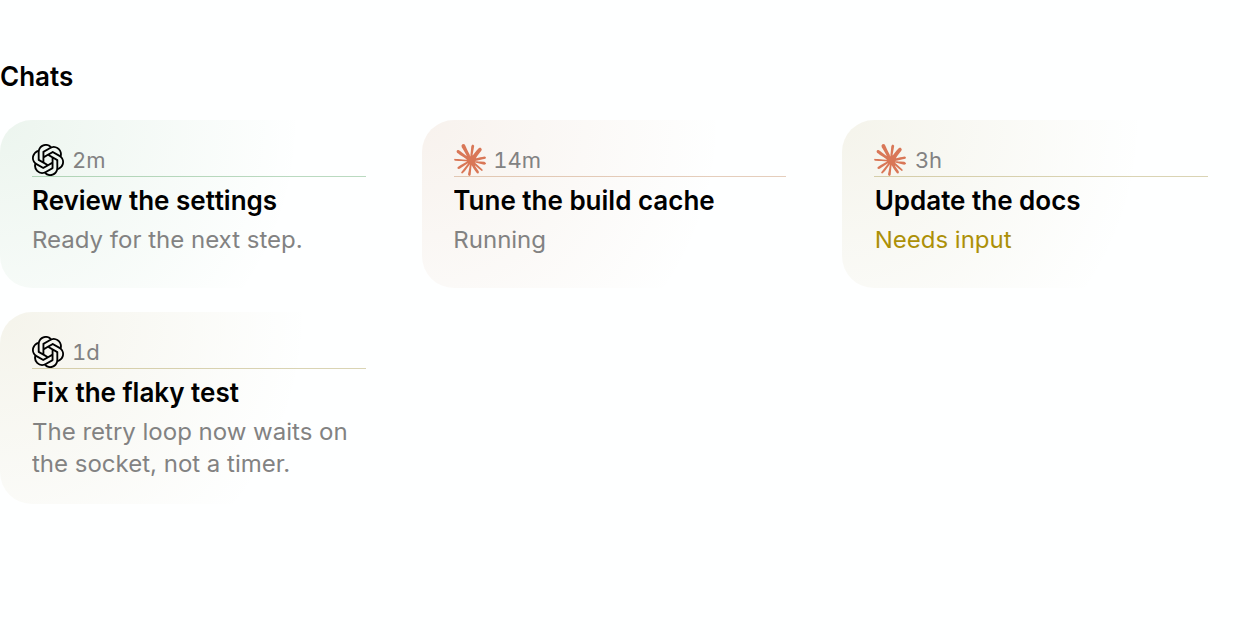 Chats
2m
Review the settings
Ready for the next step.
14m
Tune the build cache
Running
3h
Update the docs
Needs input
1d
Fix the flaky test
The retry loop now waits on
the socket, not a timer.